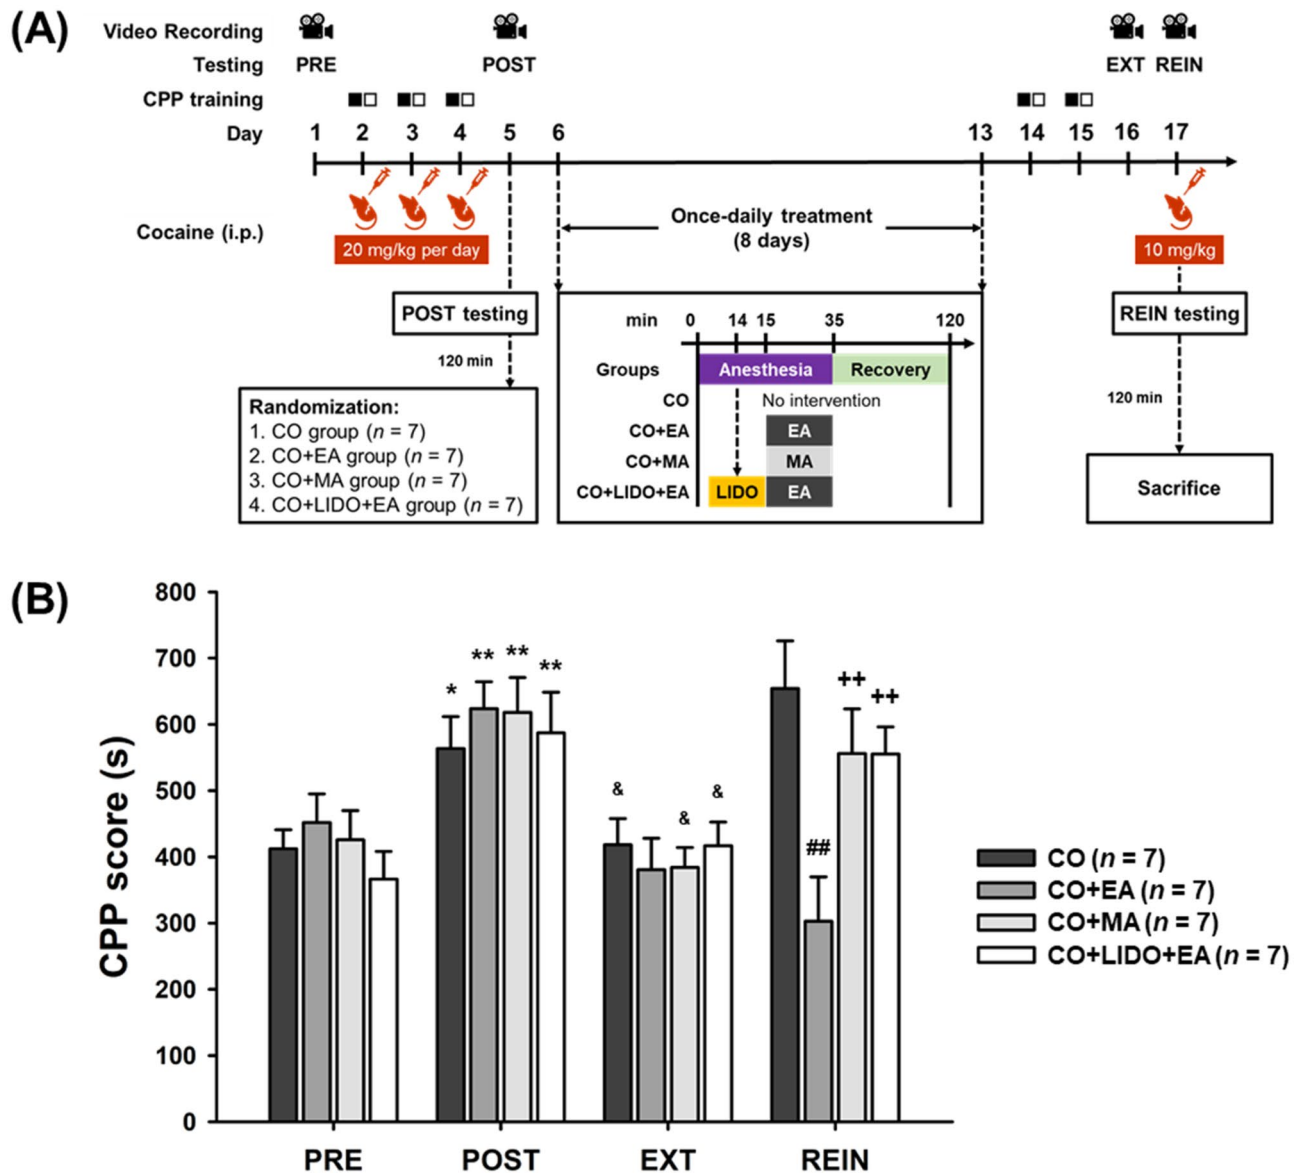 (A)
Video Recording
Testing PRE POST EXT REIN
CPP training
Day 1 2 3 4 5 6 13 14 15 16 17
Cocaine (i.p.)
20 mg/kg per day
Once-daily treatment
(8 days)
10 mg/kg
POST testing
120 min
Randomization:
1. CO group (n = 7)
2. CO+EA group (n = 7)
3. CO+MA group (n = 7)
4. CO+LIDO+EA group (n = 7)
min 0 14 15 35 120
Groups Anesthesia Recovery
CO No intervention
CO+EA EA
CO+MA MA
CO+LIDO+EA LIDO EA
REIN testing
120 min
Sacrifice
(B)
CPP score (s)
800
700
600
500
400
300
200
100
0
* ** ** **
& & &
## ++ ++
PRE POST EXT REIN
CO (n = 7)
CO+EA (n = 7)
CO+MA (n = 7)
CO+LIDO+EA (n = 7)